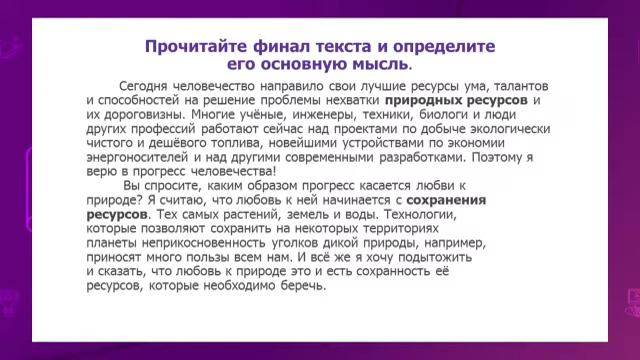 Прочитайте финал текста и определите
его основную мысль.
Сегодня человечество направило свои лучшие ресурсы ума, талантов
и способностей на решение проблемы нехватки природных ресурсов и
их дороговизны. Многие учёные, инженеры, техники, биологи и люди
других профессий работают сейчас над проектами по добыче экологически
чистого и дешёвого топлива, новейшими устройствами по экономии
энергоносителей и над другими современными разработками. Поэтому я
верю в прогресс человечества!
Вы спросите, каким образом прогресс касается любви к
природе? Я считаю, что любовь к ней начинается с сохранения
ресурсов. Тех самых растений, земель и воды. Технологии,
которые позволяют сохранить на некоторых территориях
планеты неприкосновенность уголков дикой природы, например,
приносят много пользы всем нам. И всё же я хочу подытожить
и сказать, что любовь к природе это и есть сохранность её
ресурсов, которые необходимо беречь.